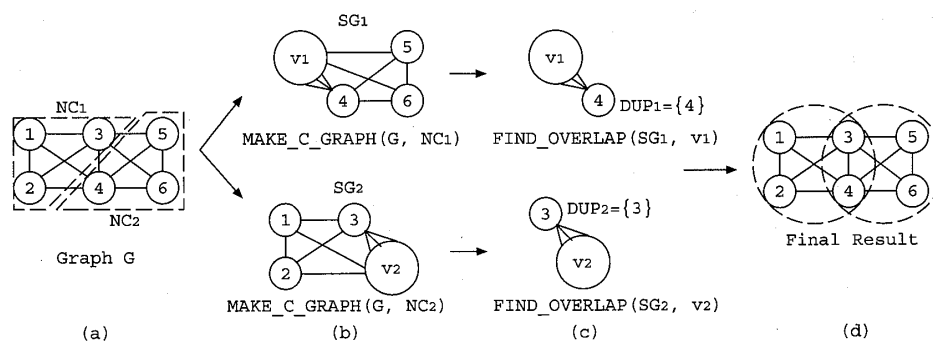 NC1
1 3 5
2 4 6
NC2
Graph G
(a)
SG1
v1 5
4 6
MAKE_C_GRAPH(G, NC1)
SG2
1 3
2 v2
MAKE_C_GRAPH(G, NC2)
(b)
v1
4 DUP1={4}
FIND_OVERLAP(SG1, v1)
3 DUP2={3}
v2
FIND_OVERLAP(SG2, v2)
(c)
1 3 5
2 4 6
Final Result
(d)